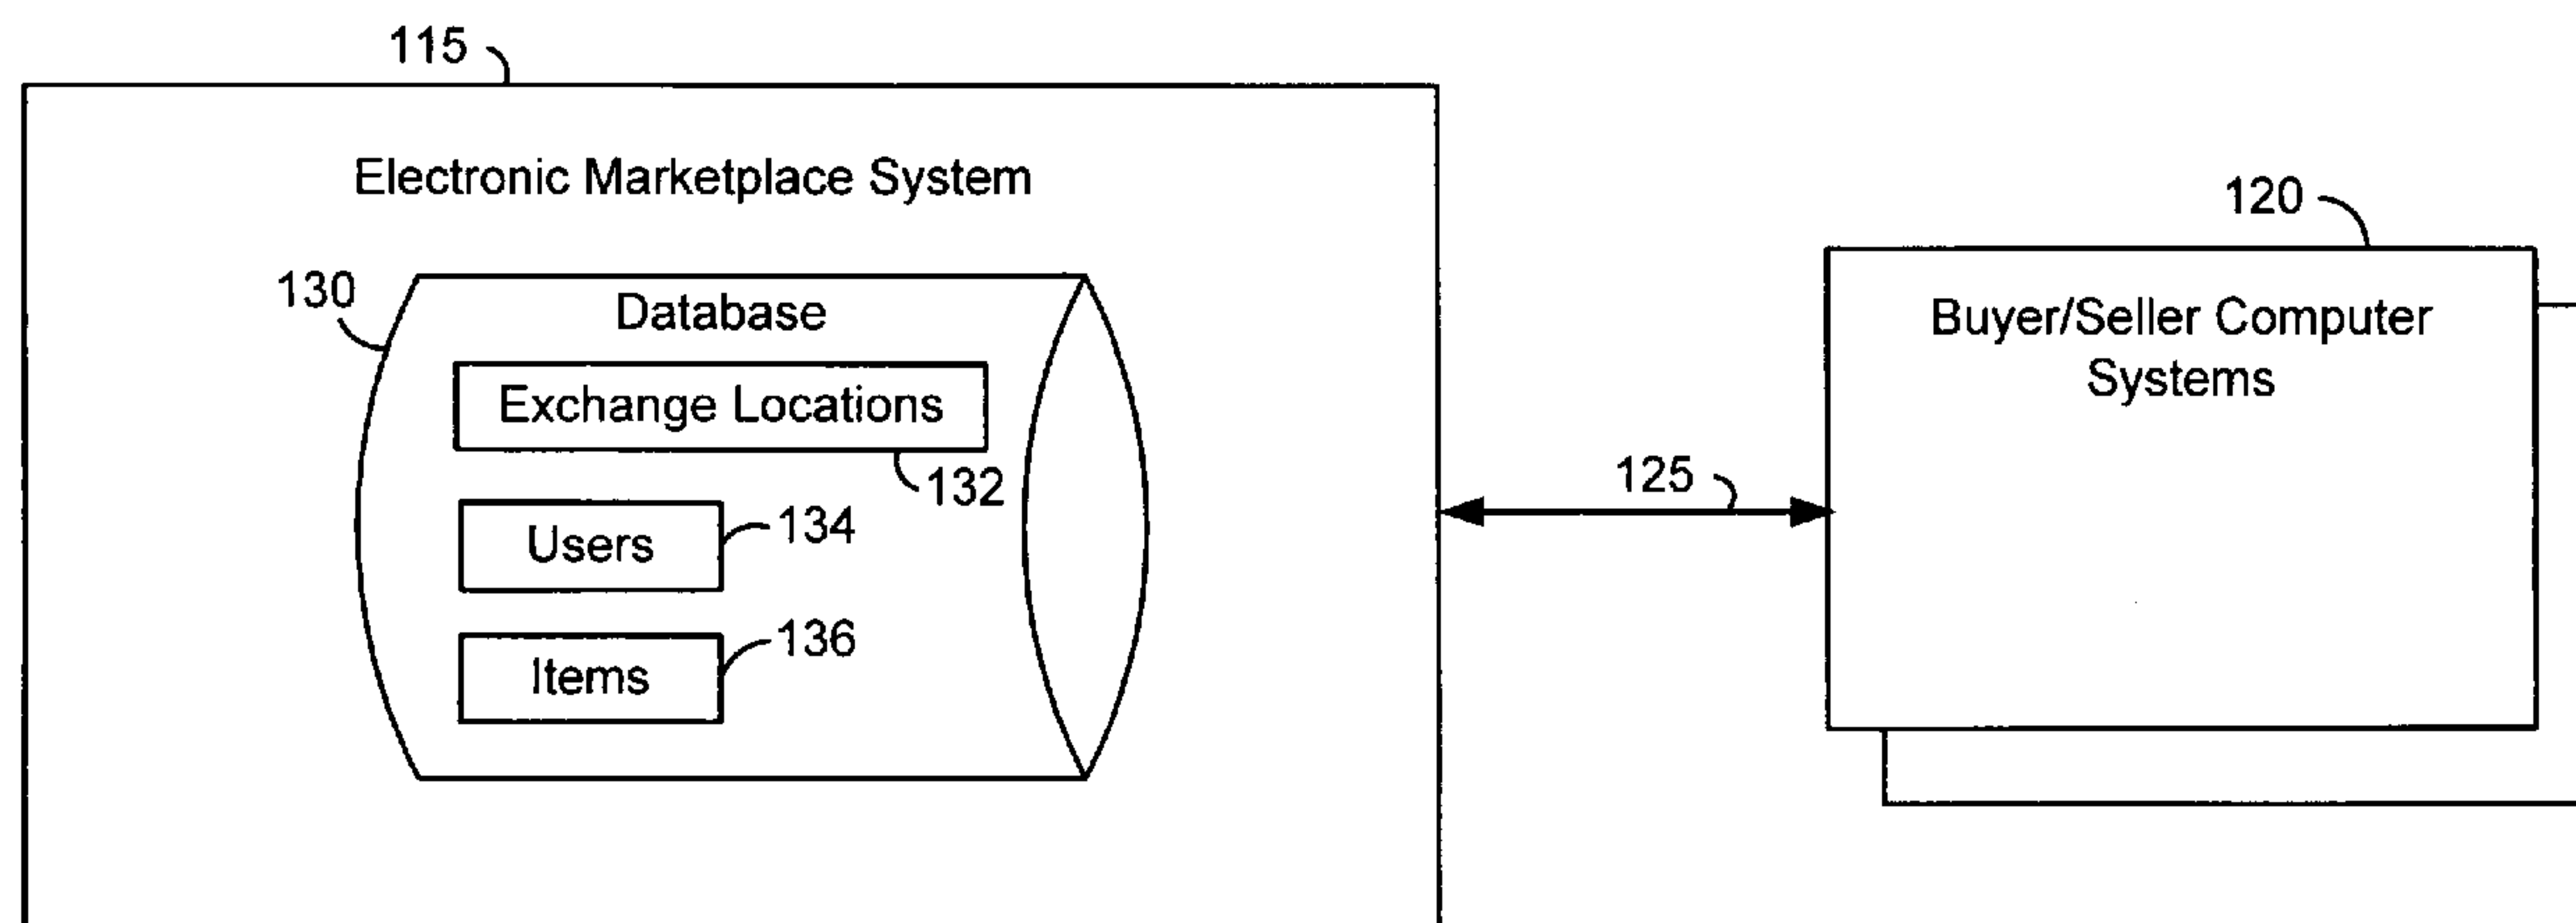 115
Electronic Marketplace System
120
130
Database
Buyer/Seller Computer
Systems
Exchange Locations
132
125
134
Users
136
Items